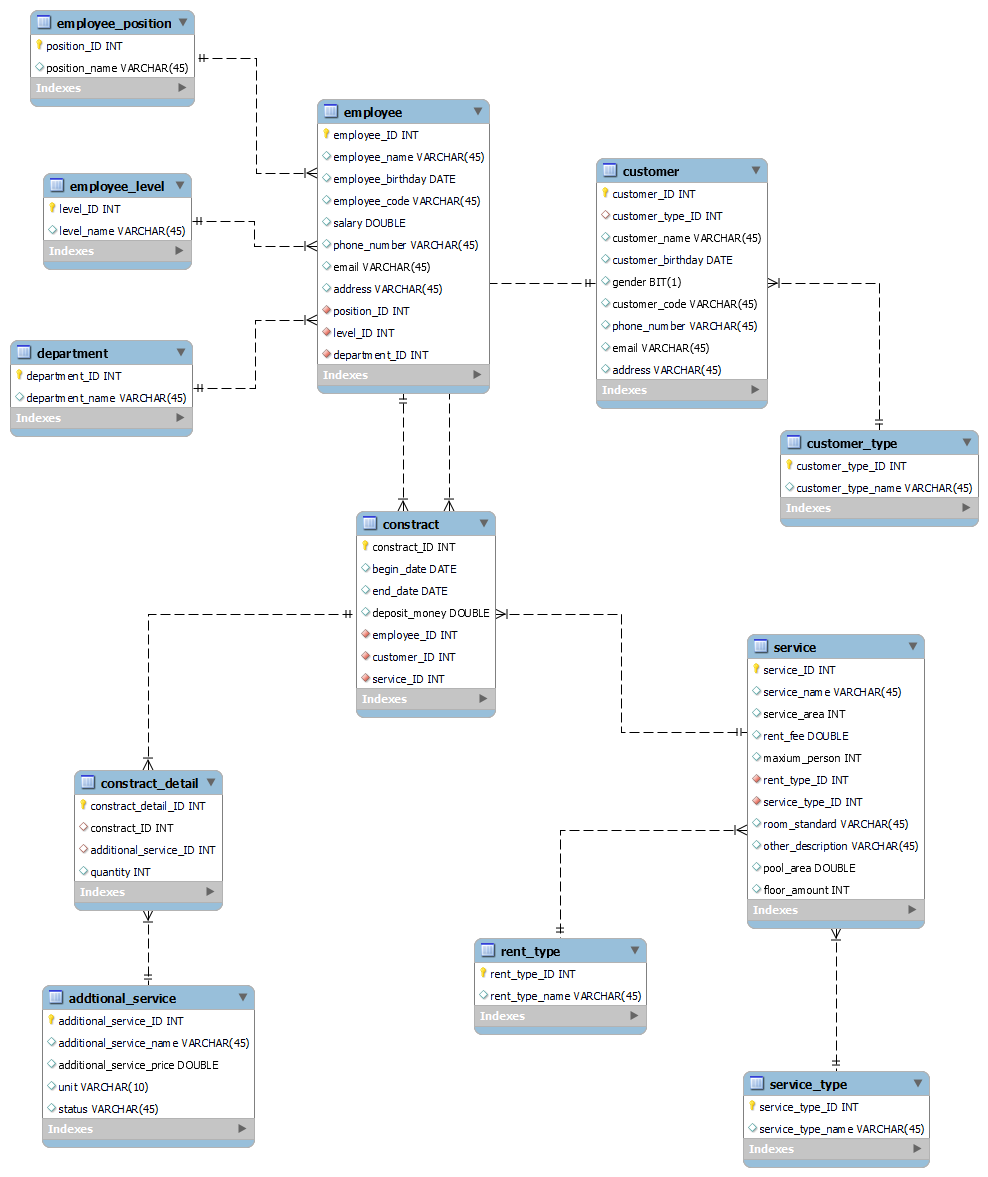 employee_position
position_ID INT
position_name VARCHAR(45)
Indexes
employee_level
level_ID INT
level_name VARCHAR(45)
Indexes
department
department_ID INT
department_name VARCHAR(45)
Indexes
employee
employee_ID INT
employee_name VARCHAR(45)
employee_birthday DATE
employee_code VARCHAR(45)
salary DOUBLE
phone_number VARCHAR(45)
email VARCHAR(45)
address VARCHAR(45)
position_ID INT
level_ID INT
department_ID INT
Indexes
customer
customer_ID INT
customer_type_ID INT
customer_name VARCHAR(45)
customer_birthday DATE
gender BIT(1)
customer_code VARCHAR(45)
phone_number VARCHAR(45)
email VARCHAR(45)
address VARCHAR(45)
Indexes
customer_type
customer_type_ID INT
customer_type_name VARCHAR(45)
Indexes
constract
constract_ID INT
begin_date DATE
end_date DATE
deposit_money DOUBLE
employee_ID INT
customer_ID INT
service_ID INT
Indexes
service
service_ID INT
service_name VARCHAR(45)
service_area INT
rent_fee DOUBLE
maxium_person INT
rent_type_ID INT
service_type_ID INT
room_standard VARCHAR(45)
other_description VARCHAR(45)
pool_area DOUBLE
floor_amount INT
Indexes
constract_detail
constract_detail_ID INT
constract_ID INT
additional_service_ID INT
quantity INT
Indexes
rent_type
rent_type_ID INT
rent_type_name VARCHAR(45)
Indexes
addtional_service
additional_service_ID INT
additional_service_name VARCHAR(45)
additional_service_price DOUBLE
unit VARCHAR(10)
status VARCHAR(45)
Indexes
service_type
service_type_ID INT
service_type_name VARCHAR(45)
Indexes